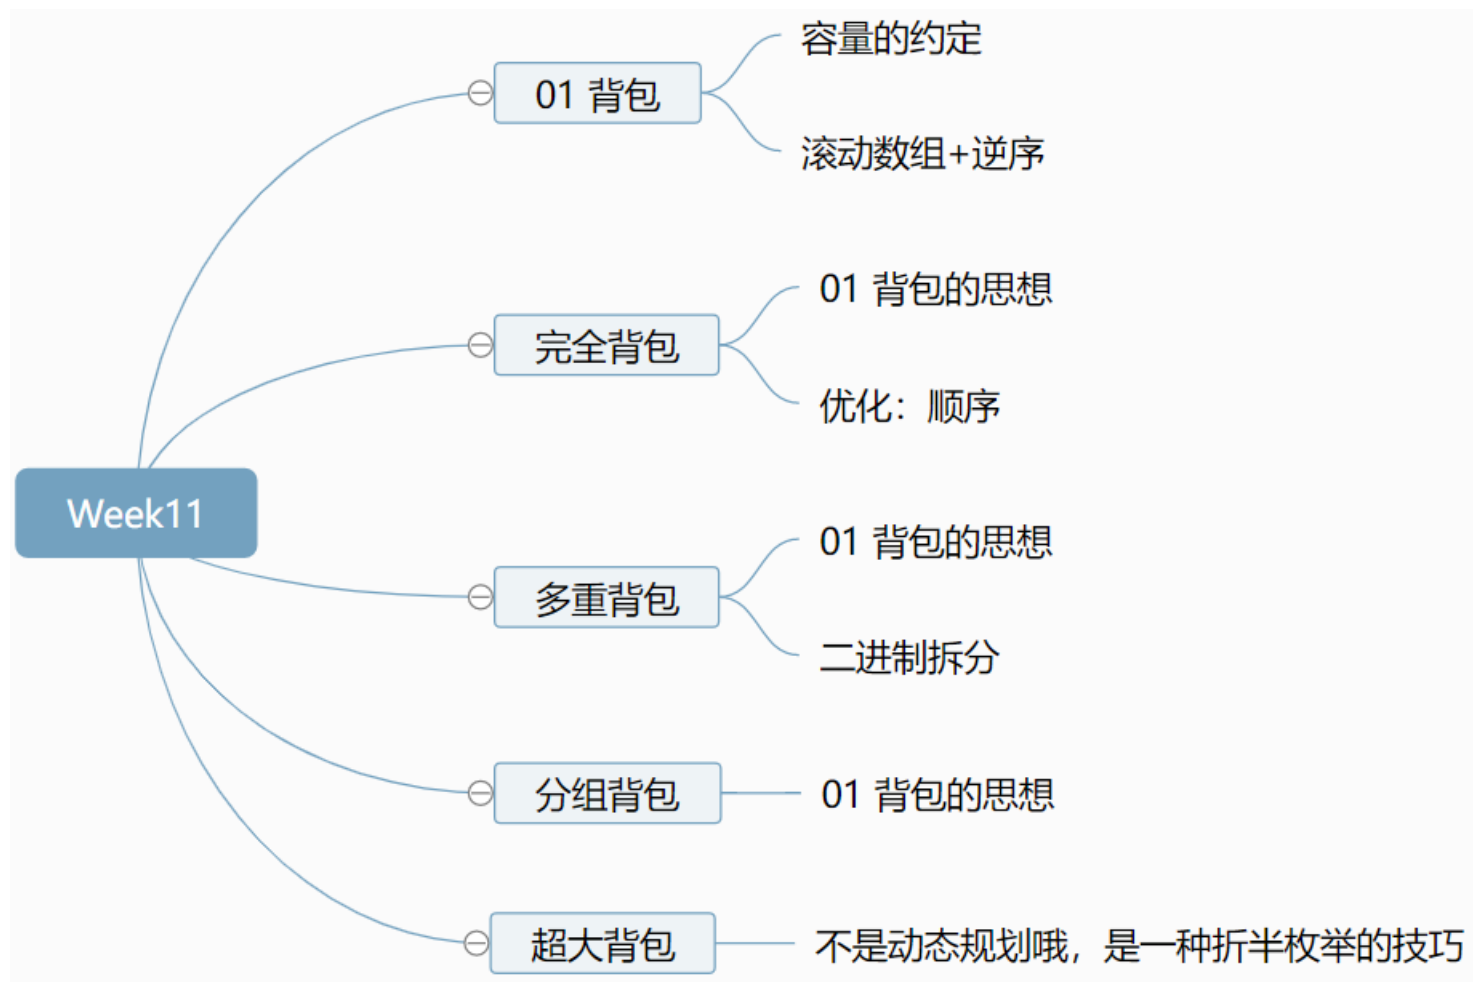 容量的约定
01 背包
滚动数组+逆序
01 背包的思想
完全背包
优化：顺序
Week11
01 背包的思想
多重背包
二进制拆分
分组背包
01 背包的思想
超大背包
不是动态规划哦，是一种折半枚举的技巧